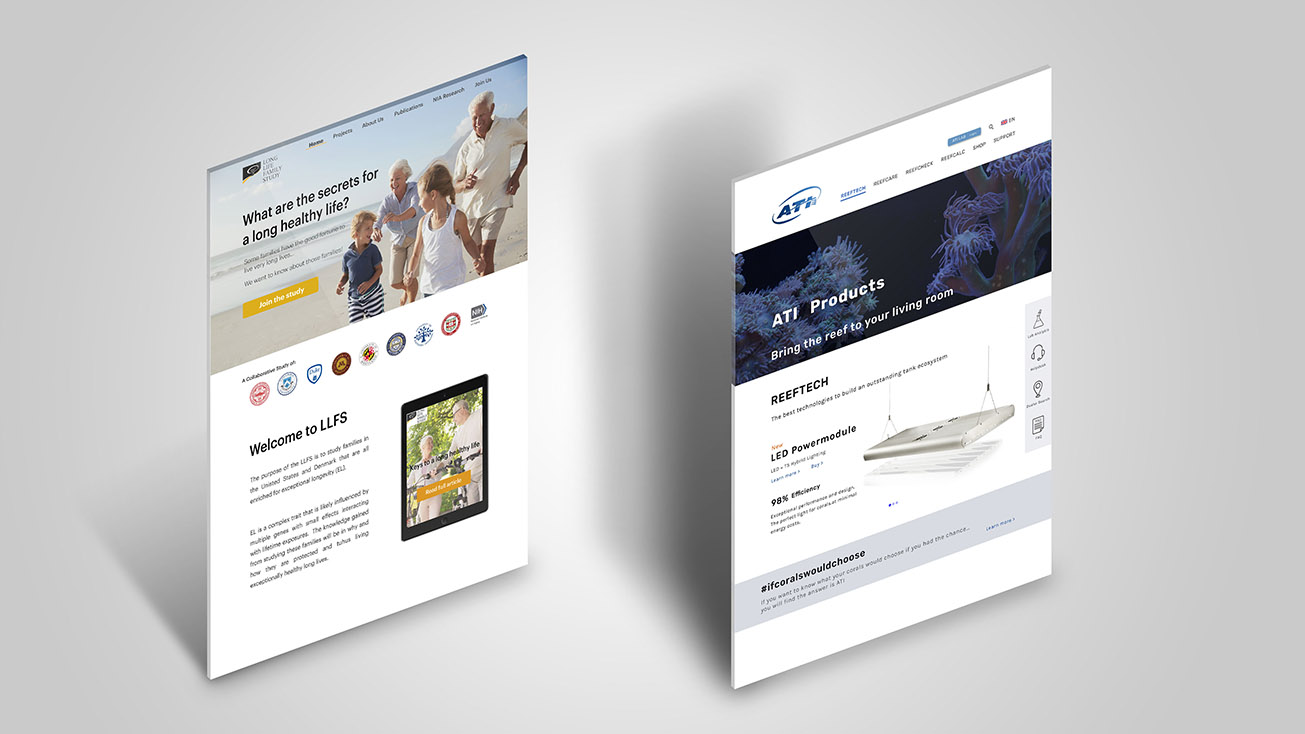 Home
Projects
About Us
Publications
NIA Research
Join Us
LONG
LIFE
FAMILY
STUDY
What are the secrets for
a long healthy life?
Some families have the good fortune to
live very long lives..
We want to know about those families!
Join the study
A Collaborative Study of:
Duke
NIH
Welcome to LLFS
The purpose of the LLFS is to study families in
the Uniated States and Denmark that are all
enriched for exceptional longevity (EL).
EL is a complex trait that is likely influenced by
multiple genes with small effects interacting
with lifetime exposures. The knowledge gained
from studying these families will be in why and
how they are protected and tuhus living
exceptionally healthy long lives.
Keys to a long healthy life
Read full article
EN
REEFTECH
REEFCARE
REEFCHECK
REEFCALC
SHOP
SUPPORT
ATI
ATI Products
Bring the reef to your living room
Lab Analysis
Helpdesk
Dealer Search
FAQ
REEFTECH
The best technologies to build an outstanding tank ecosystem
New
LED Powermodule
LED + T5 Hybrid Lighting
Learn more >
Buy >
98% Efficiency
Exceptional performance and design.
The perfect light for corals at minimal
energy costs.
#ifcoralswouldchoose
If you want to know what your corals would choose if you had the chance...
you will find the answer is ATI
Learn more >